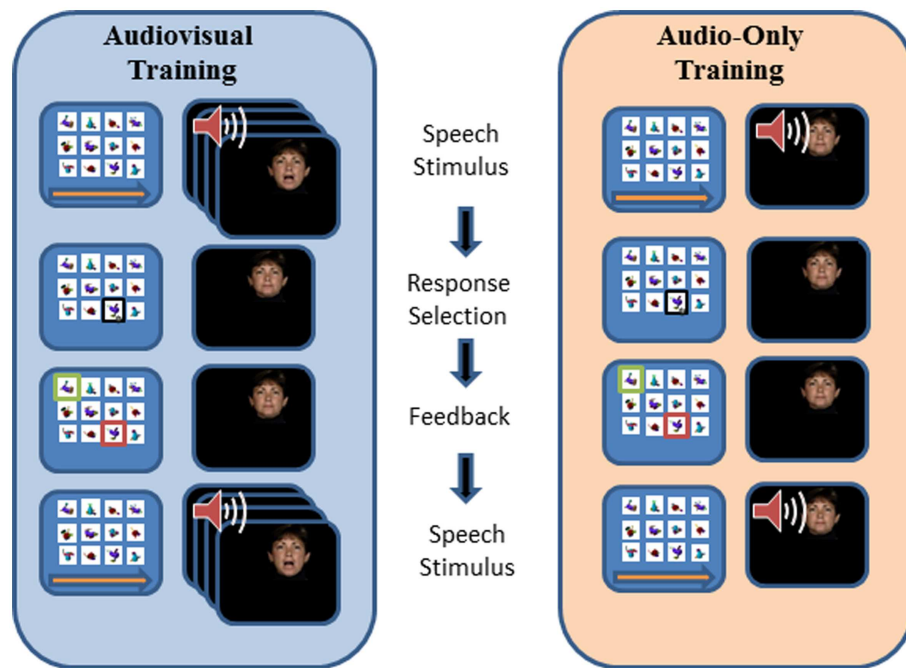 Audiovisual
Training
Audio-Only
Training
Speech
Stimulus
Response
Selection
Feedback
Speech
Stimulus